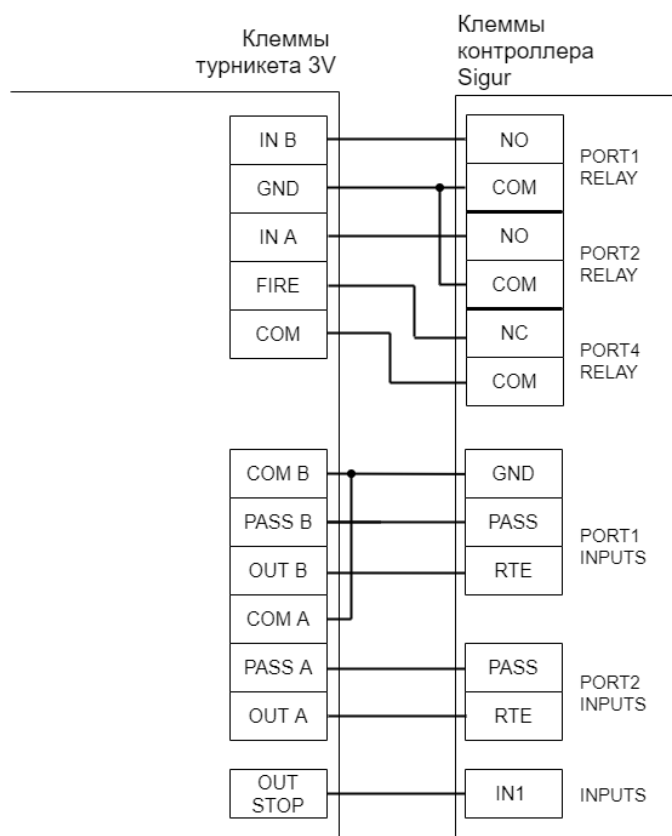 Клеммы
турникета 3V
Клеммы
контроллера
Sigur
IN B
NO
PORT1
RELAY
GND
COM
IN A
NO
PORT2
RELAY
FIRE
COM
COM
NC
PORT4
RELAY
COM
COM B
GND
PASS B
PASS
PORT1
INPUTS
OUT B
RTE
COM A
PASS A
PASS
PORT2
INPUTS
OUT A
RTE
OUT
STOP
IN1
INPUTS